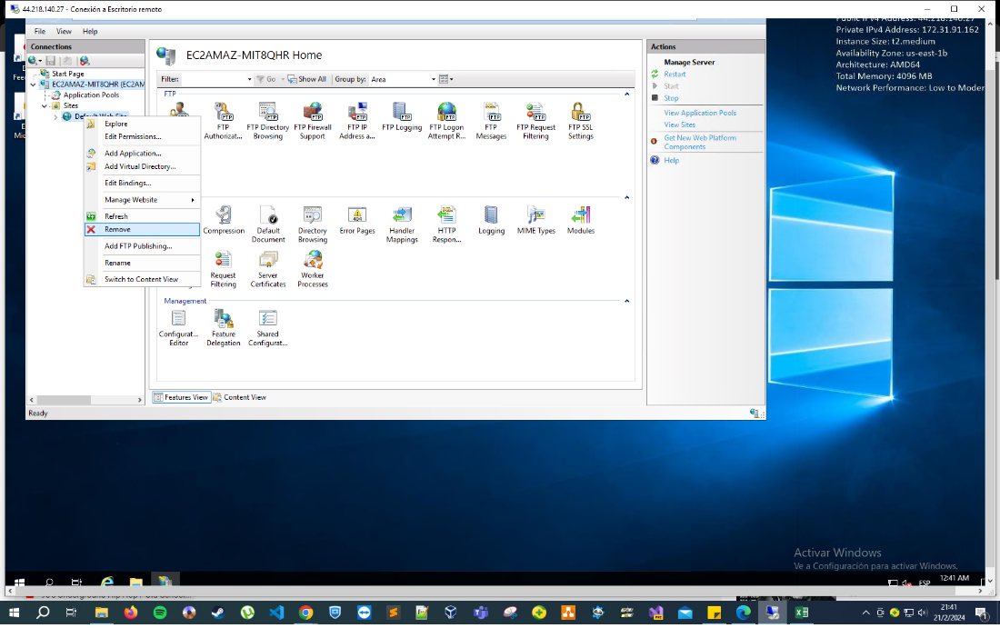 44.218.140.27 - Conexión a Escritorio remoto
Private IPv4 Address: 172.31.91.162
Instance Size: t2.medium
Availability Zone: us-east-1b
Architecture: AMD64
Total Memory: 4096 MB
Network Performance: Low to Moder
File View Help
Connections
Start Page
EC2AMAZ-MIT8QHR (EC2AM
Application Pools
Sites
Default Web Site
Explore
Edit Permissions...
Add Application...
Add Virtual Directory...
Edit Bindings...
Manage Website
Refresh
Remove
Add FTP Publishing...
Rename
Switch to Content View
EC2AMAZ-MIT8QHR Home
Filter: Go Show All Group by: Area
FTP
FTP Authorizat...
FTP Directory Browsing
FTP Firewall Support
FTP IP Address a...
FTP Logging
FTP Logon Attempt R...
FTP Messages
FTP Request Filtering
FTP SSL Settings
Compression
Default Document
Directory Browsing
Error Pages
Handler Mappings
HTTP Respon...
Logging
MIME Types
Modules
Request Filtering
Server Certificates
Worker Processes
Management
Configurat... Editor
Feature Delegation
Shared Configurat...
Features View Content View
Actions
Manage Server
Restart
Start
Stop
View Application Pools
View Sites
Get New Web Platform Components
Help
Ready
Activar Windows
Ve a Configuración para activar Windows.
ESP
12:41 AM
21:41
21/2/2024